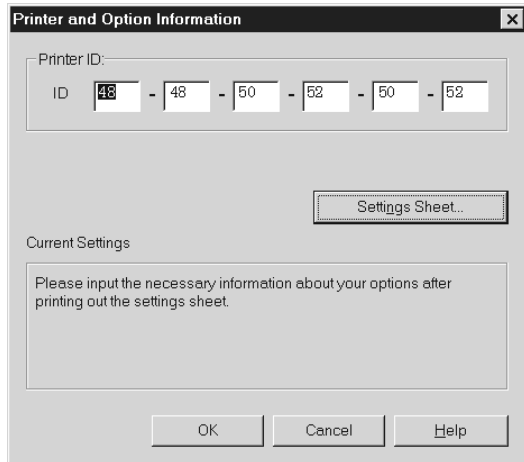 Printer and Option Information
Printer ID:
ID 48 - 48 - 50 - 52 - 50 - 52
Settings Sheet...
Current Settings
Please input the necessary information about your options after
printing out the settings sheet.
OK Cancel Help